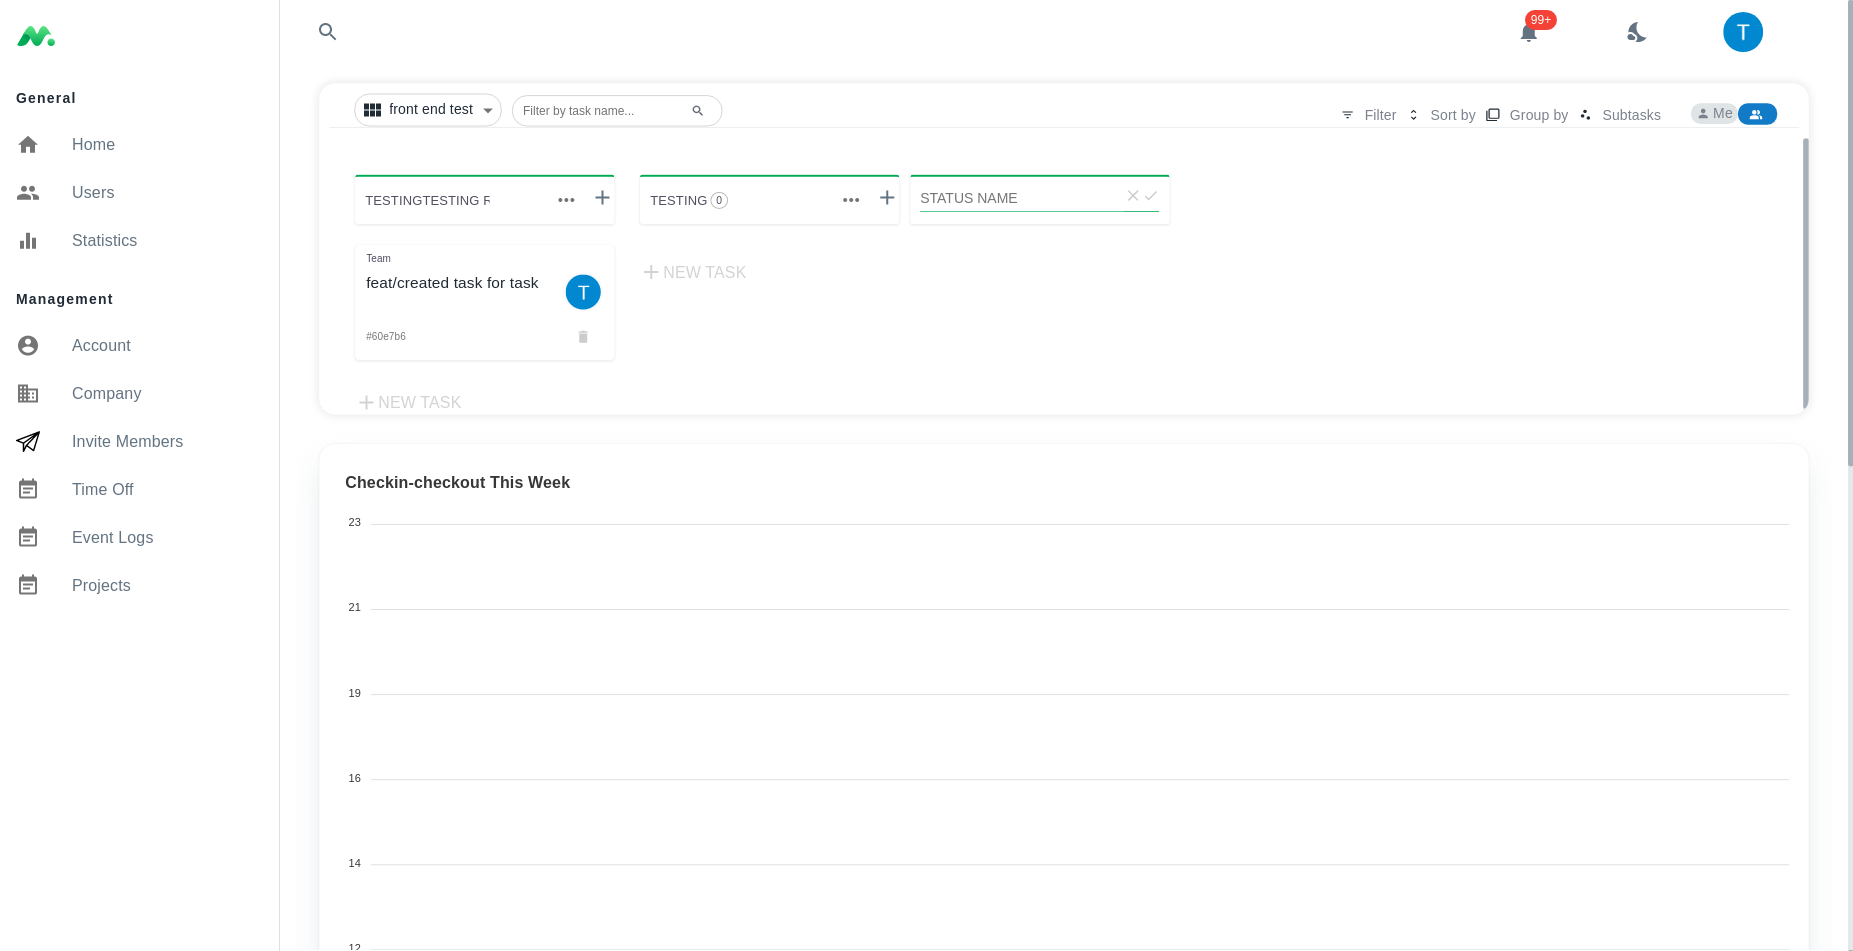 General
Home
Users
Statistics
Management
Account
Company
Invite Members
Time Off
Event Logs
Projects
99+
T
front end test
Filter by task name...
Filter
Sort by
Group by
Subtasks
Me
TESTINGTESTING R
TESTING 0
STATUS NAME
Team
feat/created task for task
T
#60e7b6
NEW TASK
NEW TASK
Checkin-checkout This Week
23
21
19
16
14
12